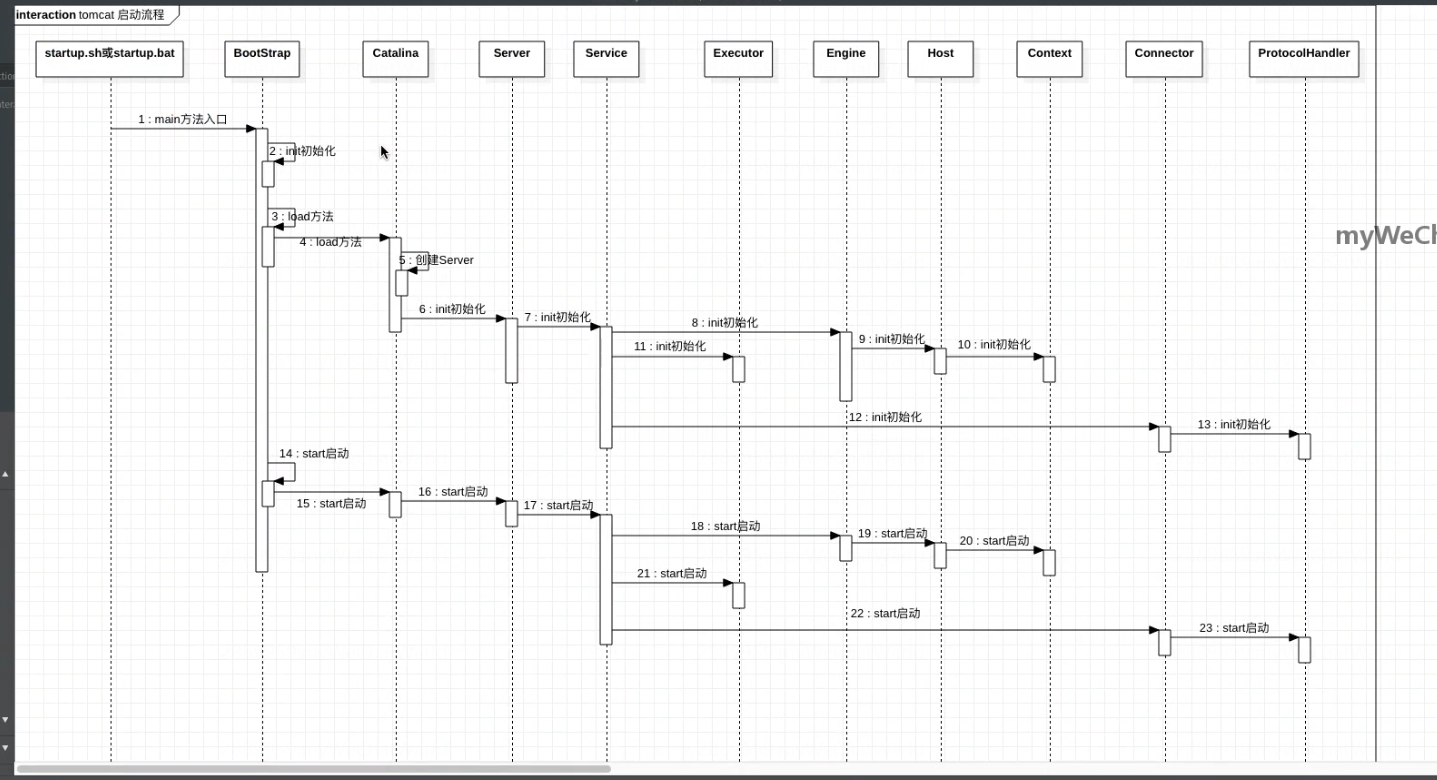 interaction tomcat 启动流程
startup.sh或startup.bat
BootStrap
Catalina
Server
Service
Executor
Engine
Host
Context
Connector
ProtocolHandler
1 : main方法入口
2 : init初始化
3 : load方法
4 : load方法
5 : 创建Server
6 : init初始化
7 : init初始化
8 : init初始化
9 : init初始化
10 : init初始化
11 : init初始化
12 : init初始化
13 : init初始化
14 : start启动
15 : start启动
16 : start启动
17 : start启动
18 : start启动
19 : start启动
20 : start启动
21 : start启动
22 : start启动
23 : start启动
myWeCh